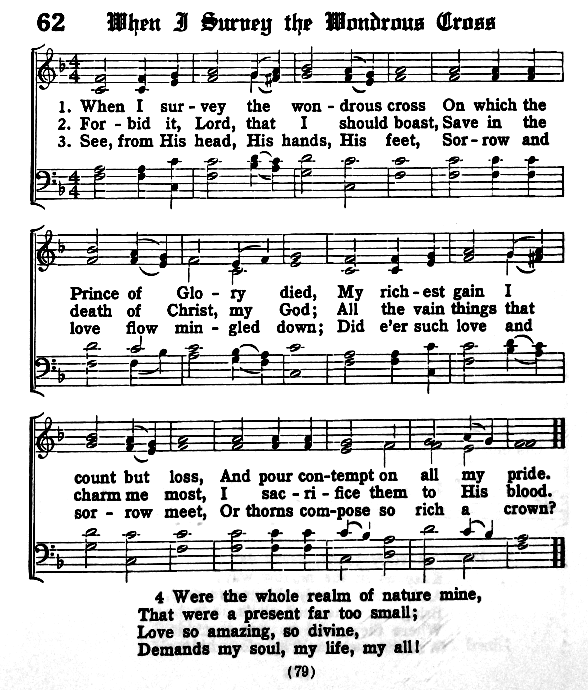 62 When I Survey the Wondrous Cross
1. When I sur-vey the won-drous cross On which the
2. For-bid it, Lord, that I should boast, Save in the
3. See, from His head, His hands, His feet, Sor-row and
Prince of Glo-ry died, My rich-est gain I
death of Christ, my God; All the vain things that
love flow min-gled down; Did e'er such love and
count but loss, And pour con-tempt on all my pride.
charm me most, I sac-ri-fice them to His blood.
sor-row meet, Or thorns com-pose so rich a crown?
4 Were the whole realm of nature mine,
That were a present far too small;
Love so amazing, so divine,
Demands my soul, my life, my all!
(79)